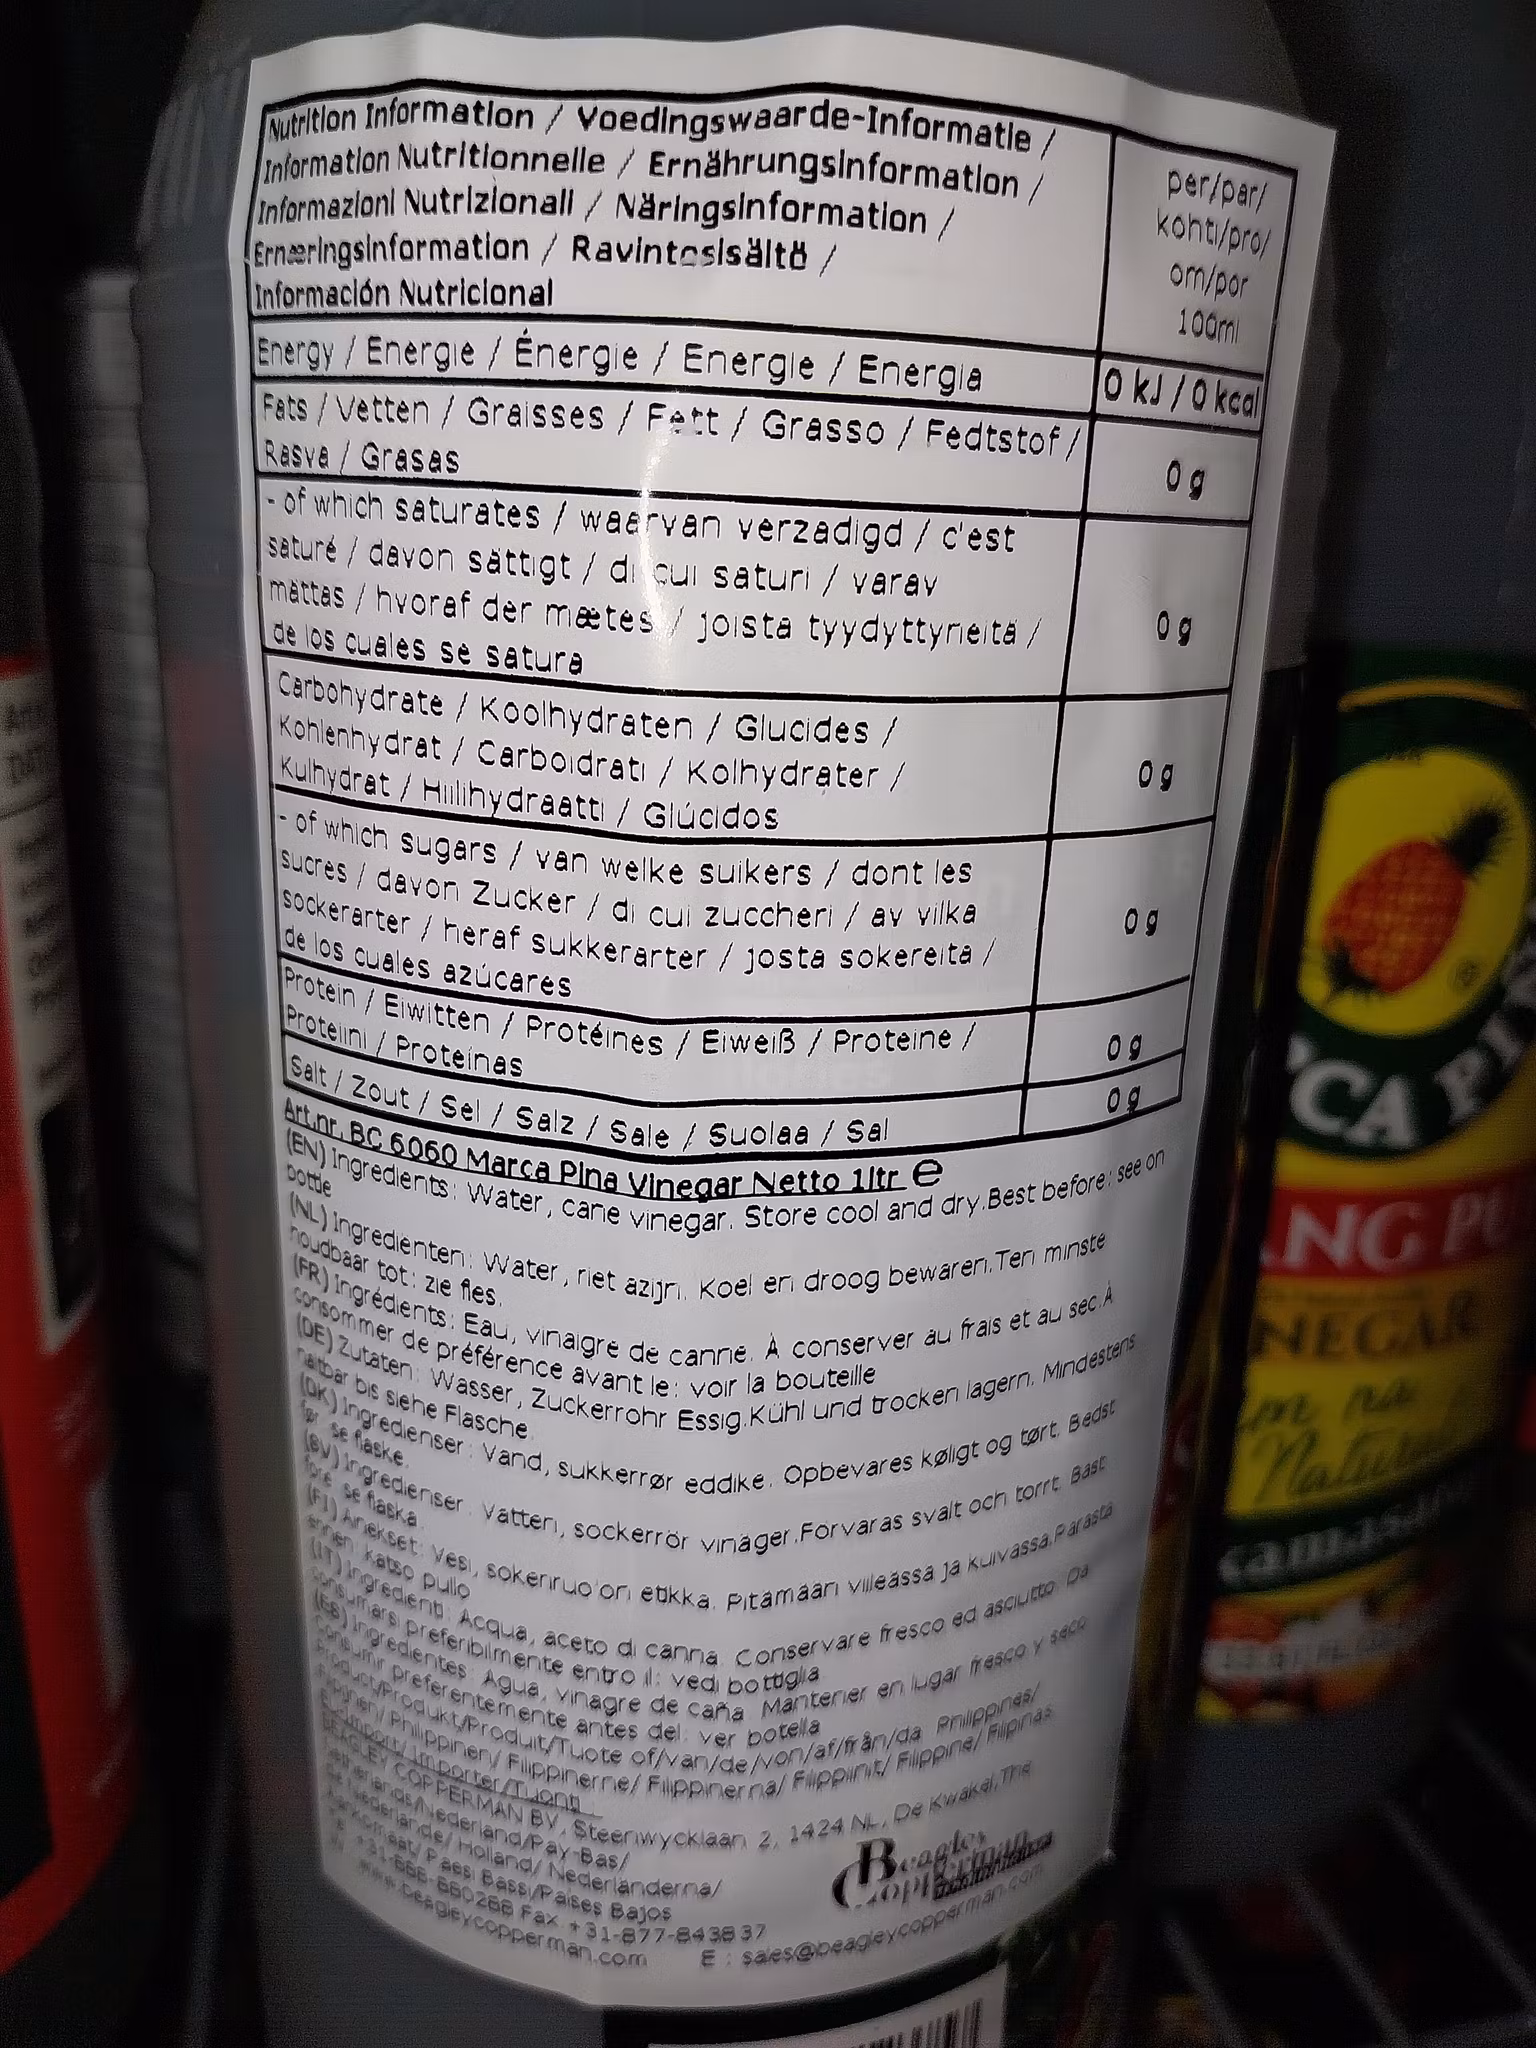 Nutrition Information / Voedingswaarde-Informatie /
Information Nutritionnelle / Ernährungsinformation /
Informazioni Nutrizionali / Näringsinformation /
Ernæringsinformation / Ravintosisältö /
Información Nutricional
per/par/
kohti/pro/
om/por
100ml
Energy / Energie / Énergie / Energie / Energia
0 kJ / 0 kcal
Fats / Vetten / Graisses / Fett / Grasso / Fedtstof /
Rasva / Grasas
0 g
- of which saturates / waarvan verzadigd / c'est
saturé / davon sättigt / di cui saturi / varav
mättas / hvoraf der mætes / joista tyydyttyneitä /
de los cuales se satura
0 g
Carbohydrate / Koolhydraten / Glucides /
Kohlenhydrat / Carboidrati / Kolhydrater /
Kulhydrat / Hiilihydraatti / Glúcidos
0 g
- of which sugars / van welke suikers / dont les
sucres / davon Zucker / di cui zuccheri / av vilka
sockerarter / heraf sukkerarter / josta sokereita /
de los cuales azúcares
0 g
Protein / Eiwitten / Protéines / Eiweiß / Proteine /
Proteiini / Proteínas
0 g
Salt / Zout / Sel / Salz / Sale / Suolaa / Sal
0 g
Art.nr. BC 6060 Marca Pina Vinegar Netto 1ltr e
(EN) Ingredients: Water, cane vinegar. Store cool and dry.Best before: see on
bottle
(NL) Ingredienten: Water, riet azijn. Koel en droog bewaren.Ten minste
houdbaar tot: zie fles.
(FR) Ingrédients: Eau, vinaigre de canne. À conserver au frais et au sec.À
consommer de préférence avant le: voir la bouteille
(DE) Zutaten: Wasser, Zuckerrohr Essig.Kühl und trocken lagern. Mindestens
haltbar bis siehe Flasche.
(DK) Ingredienser: Vand, sukkerrør eddike. Opbevares køligt og tørt. Bedst
før se flaske.
(SV) Ingredienser: Vatten, sockerrör vinäger.Förvaras svalt och torrt. Bäst
före se flaska.
(FI) Ainekset: Vesi, sokeriruo'on etikka. Pitämään viileässä ja kuivassa.Parasta
ennen katso pullo
(IT) Ingredienti: Acqua, aceto di canna. Conservare fresco ed asciutto. Da
consumarsi preferibilmente entro il: vedi bottiglia
(ES) Ingredientes: Agua, vinagre de caña Mantener en lugar fresco y seco
consumir preferentemente antes del: ver botella
Product/Produkt/Produit/Tuote of/van/de/von/af/från/da Philippines/
Filipijnen/ Philippinen/ Filippinerne/ Filippinerna/ Filippiinit/ Filippine/ Filipinas
Importer/Tuonti
BEAGLEY COPPERMAN BV, Steenwycklaan 2, 1424 NL, De Kwakel, The
Netherlands/Nederland/Pay-Bas/
Niederlande/ Holland/ Nederländerna/
Alankomaat/ Paesi Bassi/Países Bajos
+31-888-880288 Fax +31-877-843837
www.beagleycopperman.com E : sales@beagleycopperman.com
Beagley
Copperman
CA PI
NG PU
NEGAR